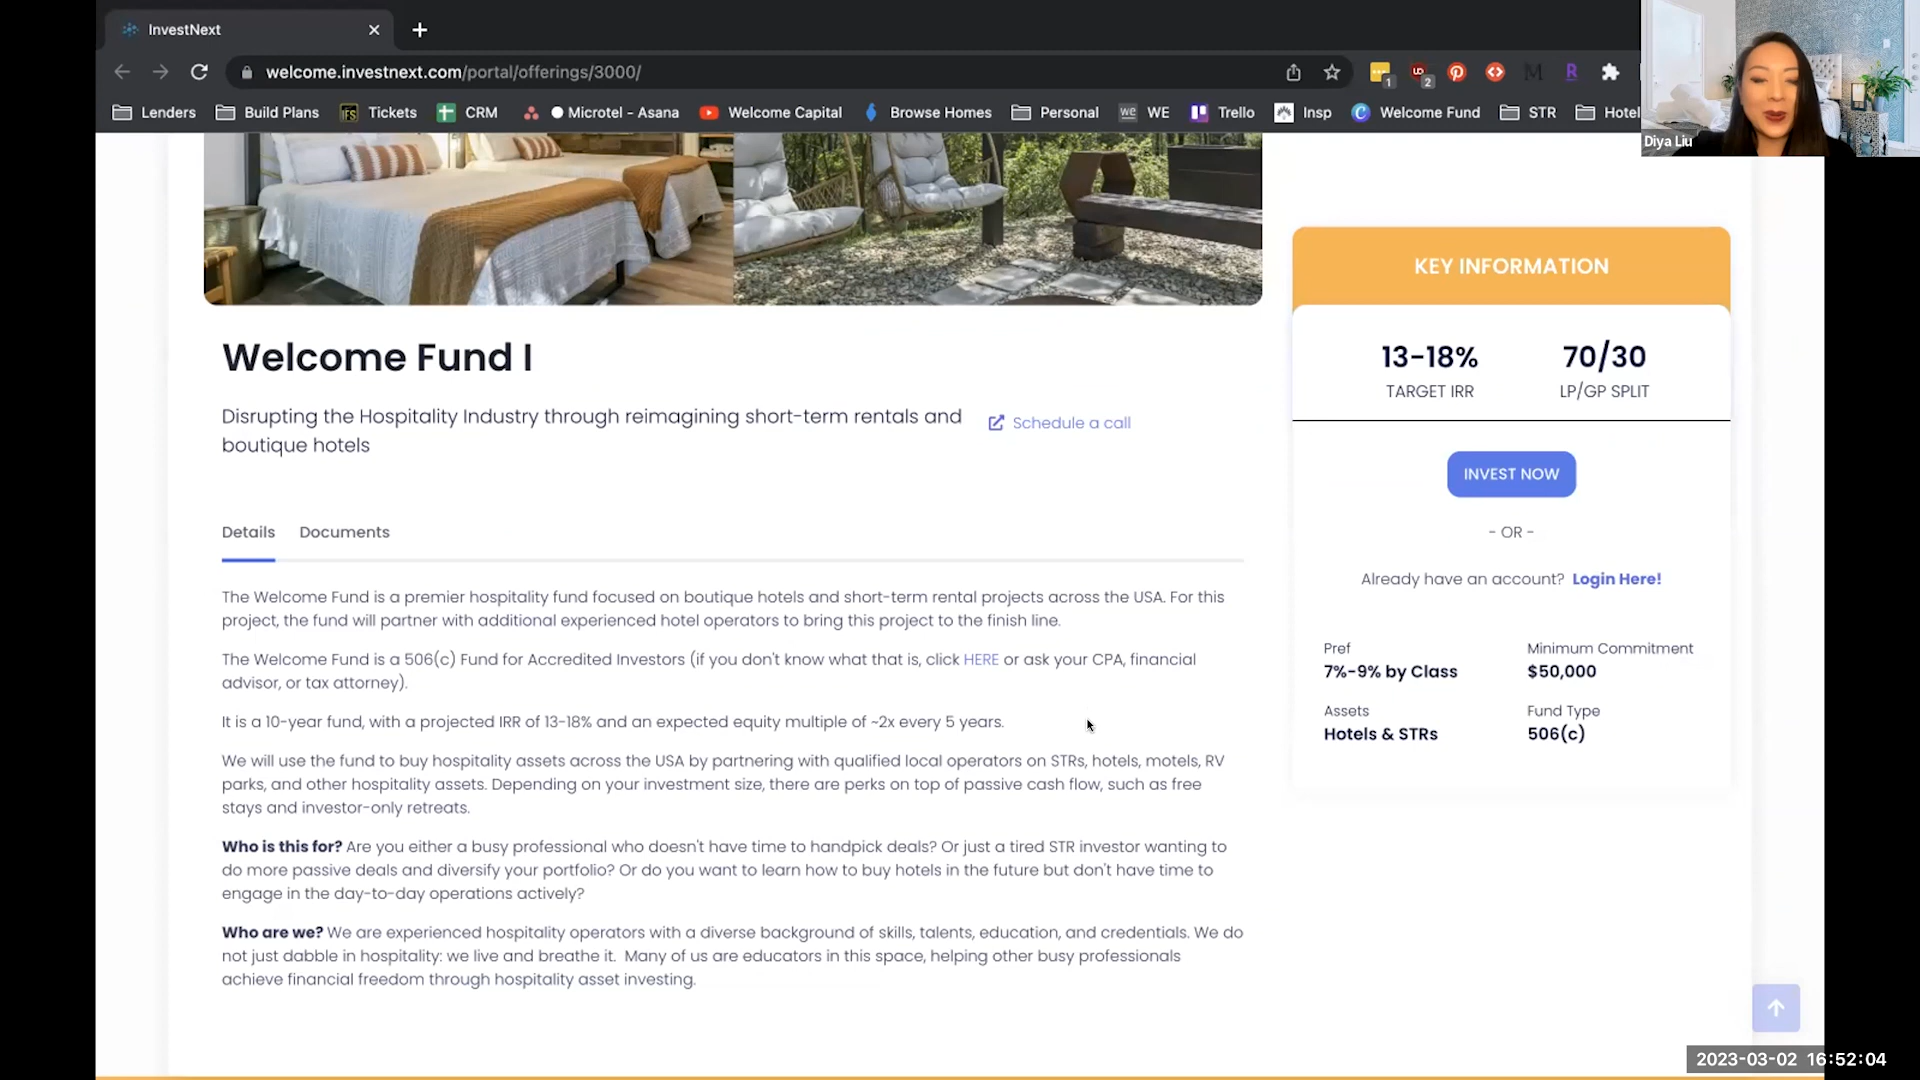 InvestNext
welcome.investnext.com/portal/offerings/3000/
1
2
M
R
Lenders
Build Plans
Tickets
CRM
Microtel - Asana
Welcome Capital
Browse Homes
Personal
WE
Trello
Insp
Welcome Fund
STR
Hotel
Diya Liu
KEY INFORMATION
13-18% 70/30
TARGET IRR LP/GP SPLIT
INVEST NOW
- OR -
Already have an account? Login Here!
Pref Minimum Commitment
7%-9% by Class $50,000
Assets Fund Type
Hotels & STRs 506(c)
Welcome Fund I
Disrupting the Hospitality Industry through reimagining short-term rentals and
boutique hotels
Schedule a call
Details Documents
The Welcome Fund is a premier hospitality fund focused on boutique hotels and short-term rental projects across the USA. For this
project, the fund will partner with additional experienced hotel operators to bring this project to the finish line.
The Welcome Fund is a 506(c) Fund for Accredited Investors (if you don't know what that is, click HERE or ask your CPA, financial
advisor, or tax attorney).
It is a 10-year fund, with a projected IRR of 13-18% and an expected equity multiple of ~2x every 5 years.
We will use the fund to buy hospitality assets across the USA by partnering with qualified local operators on STRs, hotels, motels, RV
parks, and other hospitality assets. Depending on your investment size, there are perks on top of passive cash flow, such as free
stays and investor-only retreats.
Who is this for? Are you either a busy professional who doesn't have time to handpick deals? Or just a tired STR investor wanting to
do more passive deals and diversify your portfolio? Or do you want to learn how to buy hotels in the future but don't have time to
engage in the day-to-day operations actively?
Who are we? We are experienced hospitality operators with a diverse background of skills, talents, education, and credentials. We do
not just dabble in hospitality: we live and breathe it. Many of us are educators in this space, helping other busy professionals
achieve financial freedom through hospitality asset investing.
2023-03-02 16:52:04